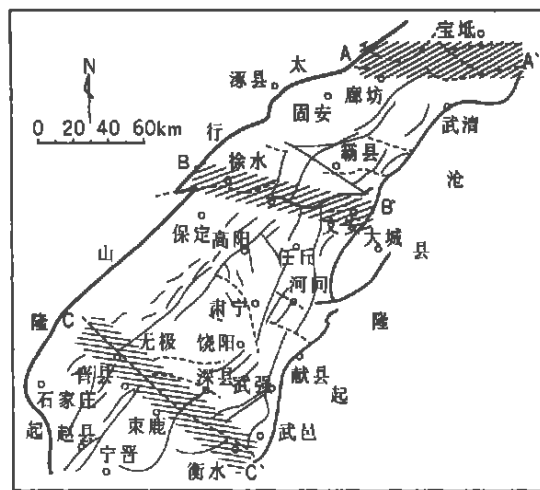 宝坻
A
A'
太
N
涿县
廊坊
固安
武清
0 20 40 60km
行
霸县
B
徐水
沧
B'
文安
保定
大城
高阳
县
任丘
山
河间
肃宁
隆
C
隆
无极
饶阳
晋县
深县
武强
献县
石家庄
起
起
赵县
束鹿
武邑
宁晋
衡水
C'